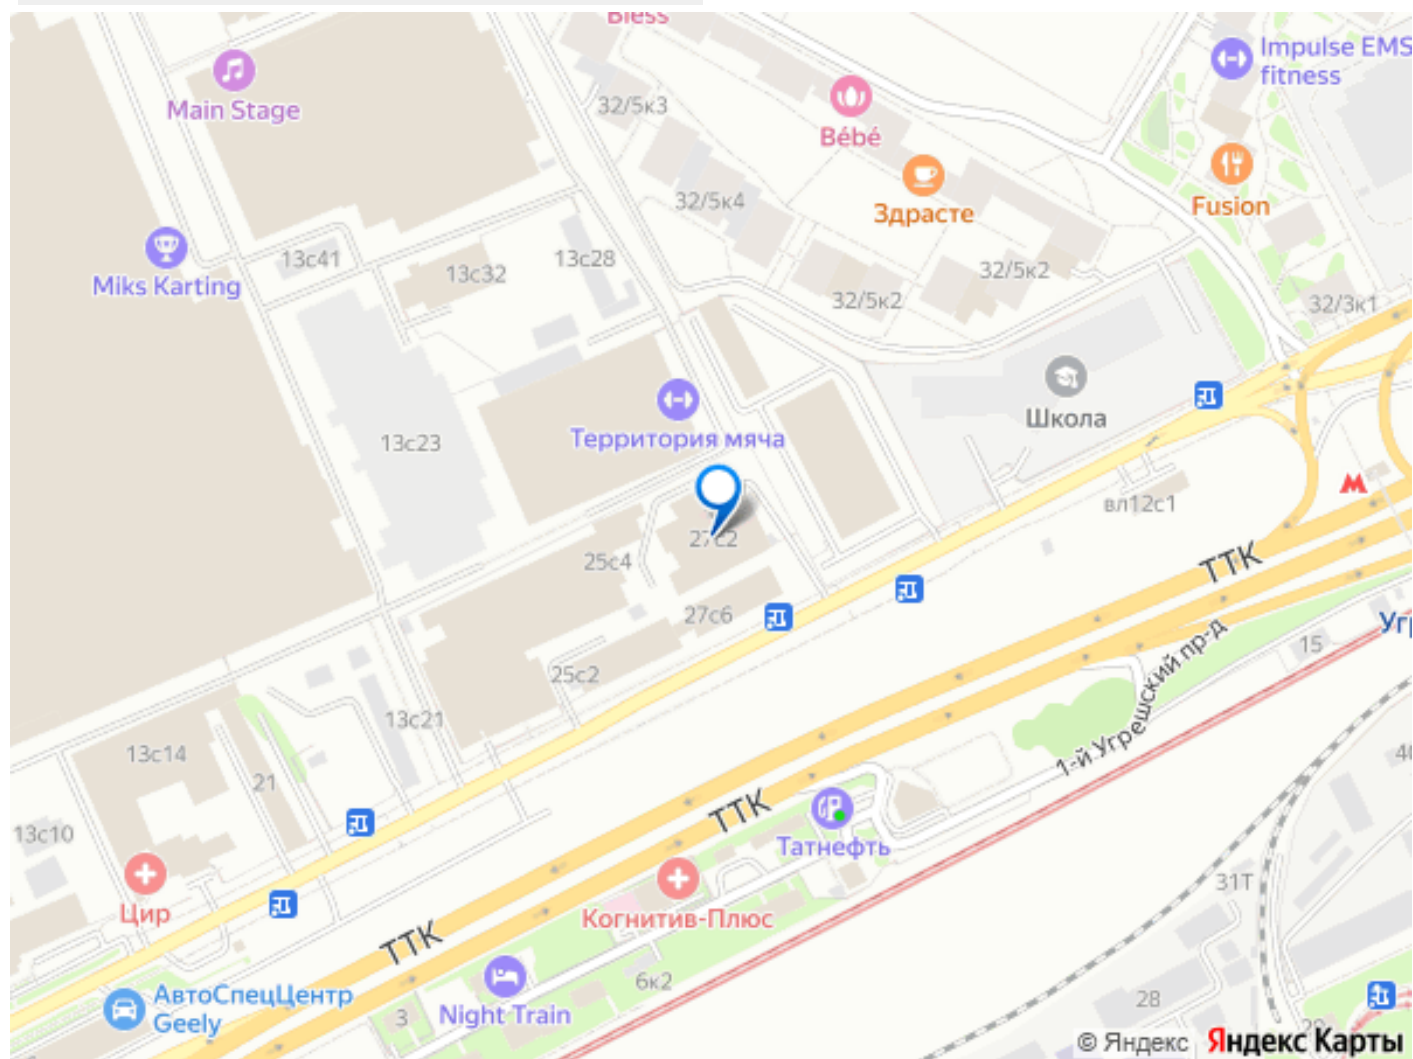 Bless
Impulse EMS
fitness
Main Stage
32/5к3
Bébé
32/5к4
Здрасте
Fusion
13с41
13с32
13с28
32/5к2
32/5к2
32/3к1
Miks Karting
Школа
13с23
Территория мяча
вл12с1
27с2
25с4
ТТК
27с6
15
1-й Угрешский пр-д
25с2
13с21
13с14
21
ТТК
13с10
Татнефть
31Т
Цир
Когнитив-Плюс
ТТК
6к2
АвтоСпецЦентр
Geely
Night Train
3
28
© Яндекс Яндекс Карты